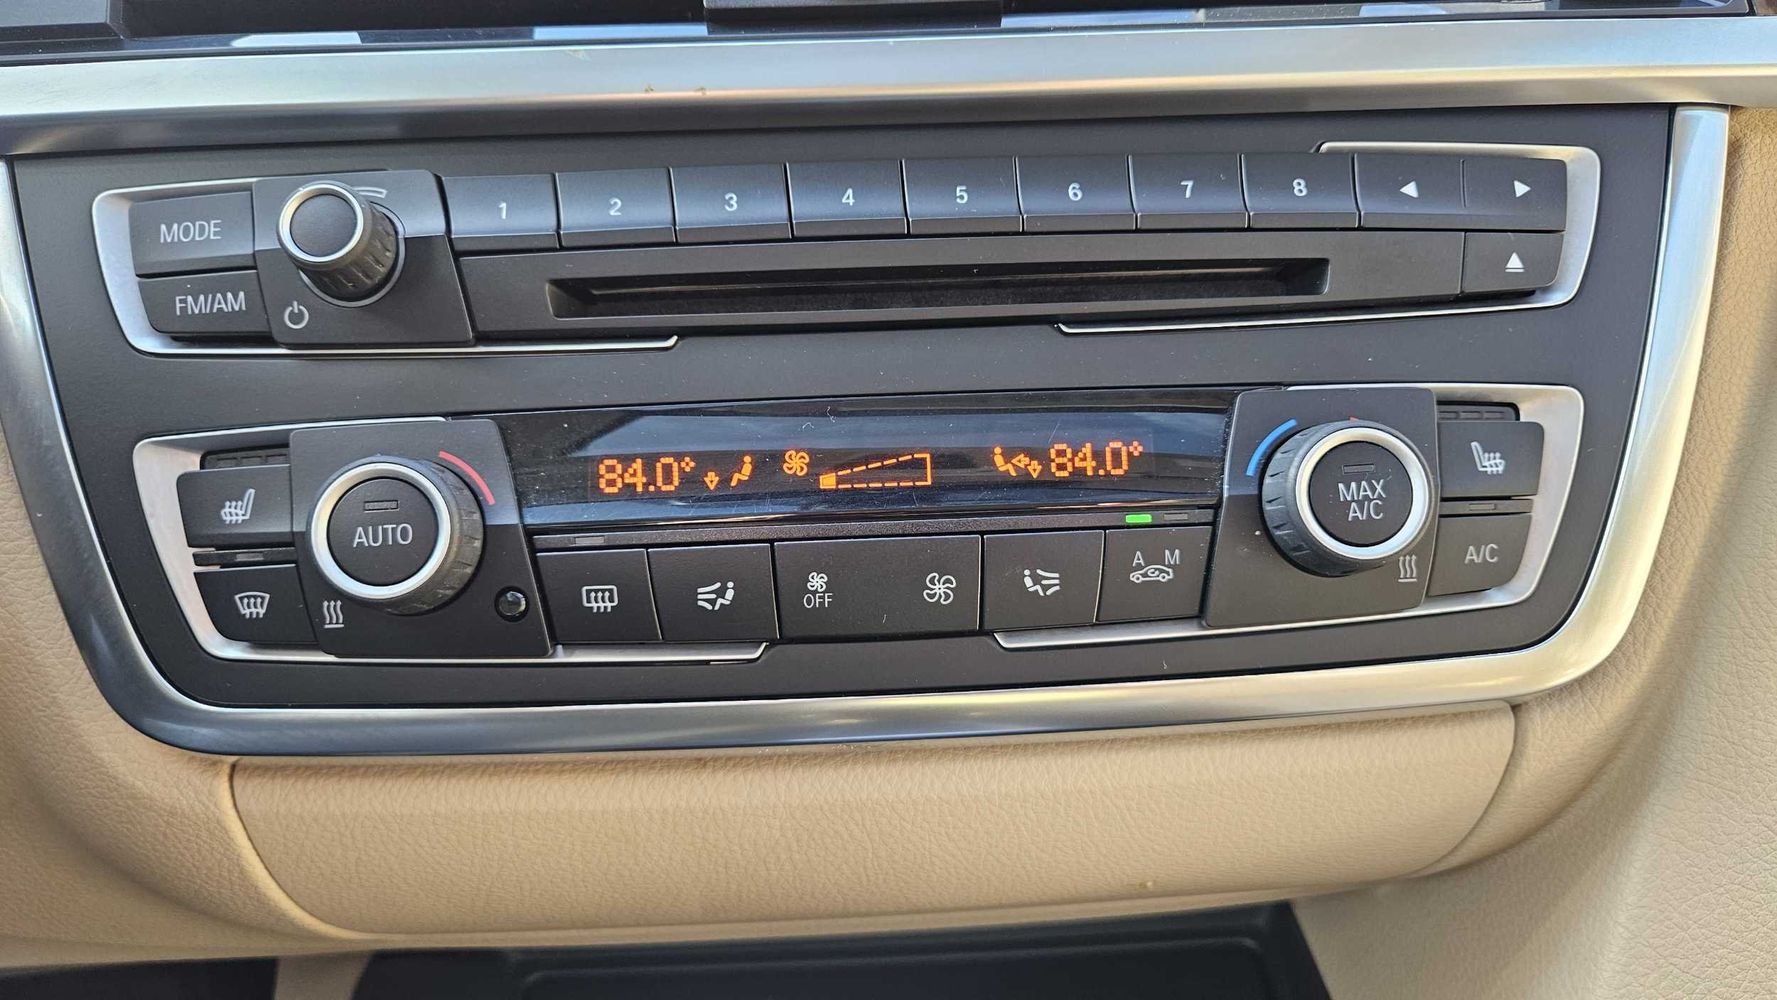 MODE
1 2 3 4 5 6 7 8
FM/AM
84.0° 84.0°
AUTO
MAX
A/C
A/C
OFF
A M